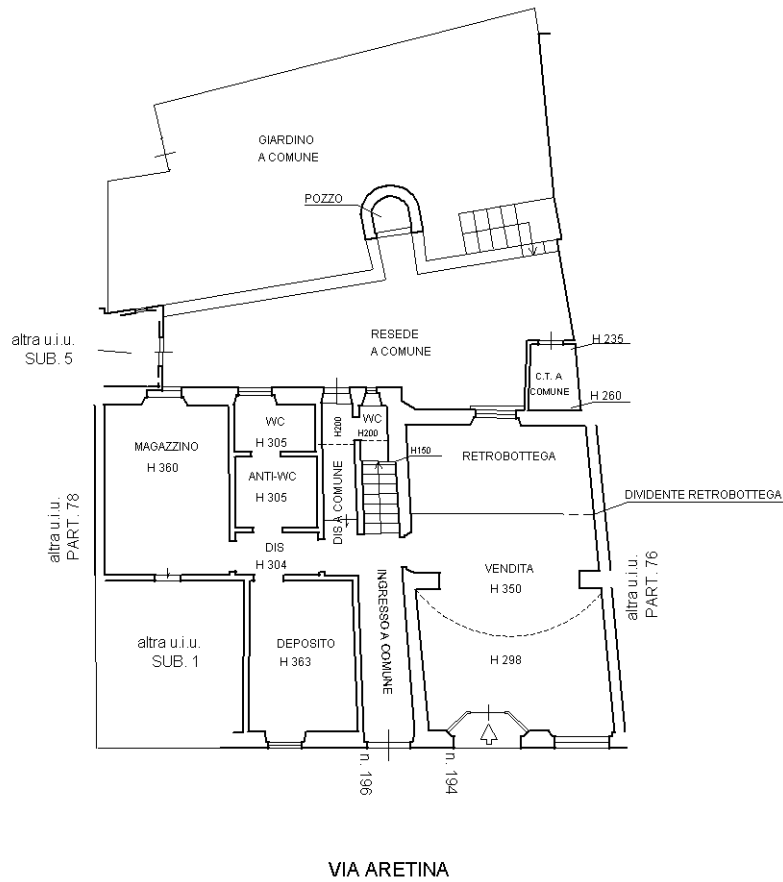 GIARDINO
A COMUNE
POZZO
RESEDE
A COMUNE
altra u.i.u.
SUB. 5
H 235
C.T. A
COMUNE
H 260
WC
H 305
H200
WC
H200
MAGAZZINO
H 360
H150
RETROBOTTEGA
ANTI-WC
H 305
DIS A COMUNE
DIVIDENTE RETROBOTTEGA
altra u.i.u.
PART. 78
DIS
H 304
VENDITA
H 350
altra u.i.u.
PART. 76
INGRESSO A COMUNE
altra u.i.u.
SUB. 1
DEPOSITO
H 363
H 298
n. 196
n. 194
VIA ARETINA